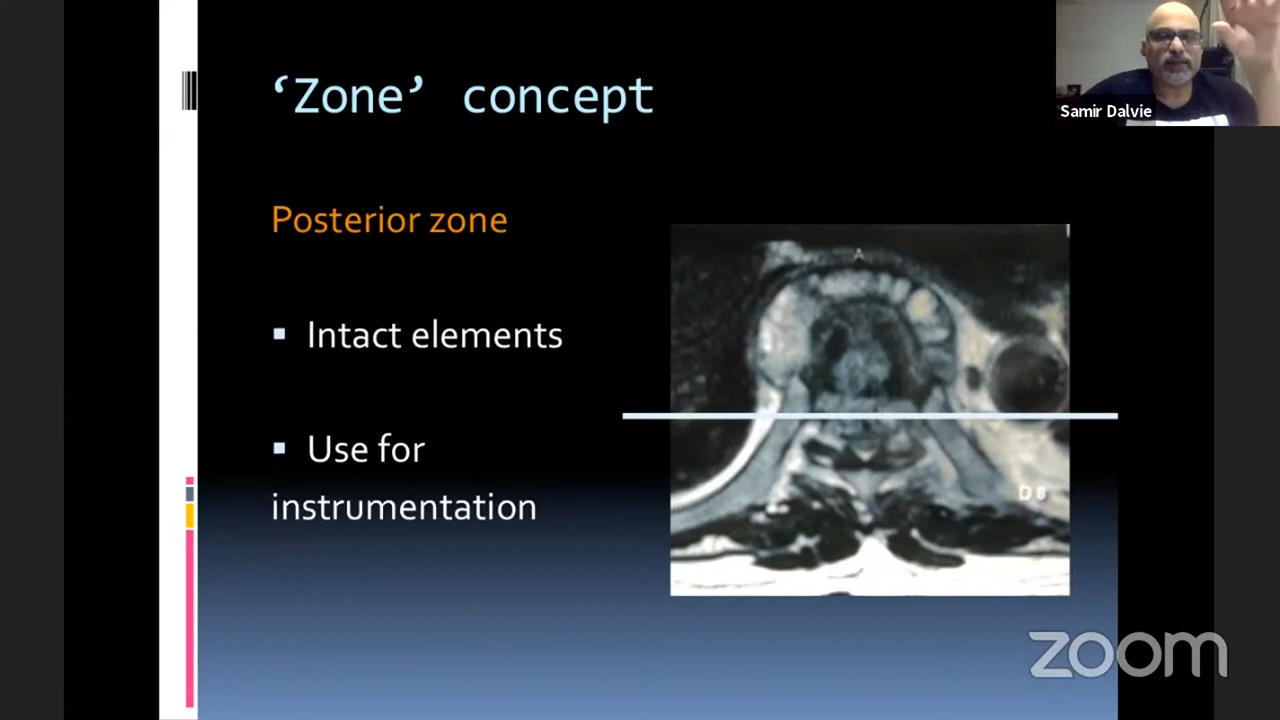 ‘Zone’ concept
Samir Dalvie
Posterior zone
▪ Intact elements
▪ Use for
instrumentation
A
D8
zoom